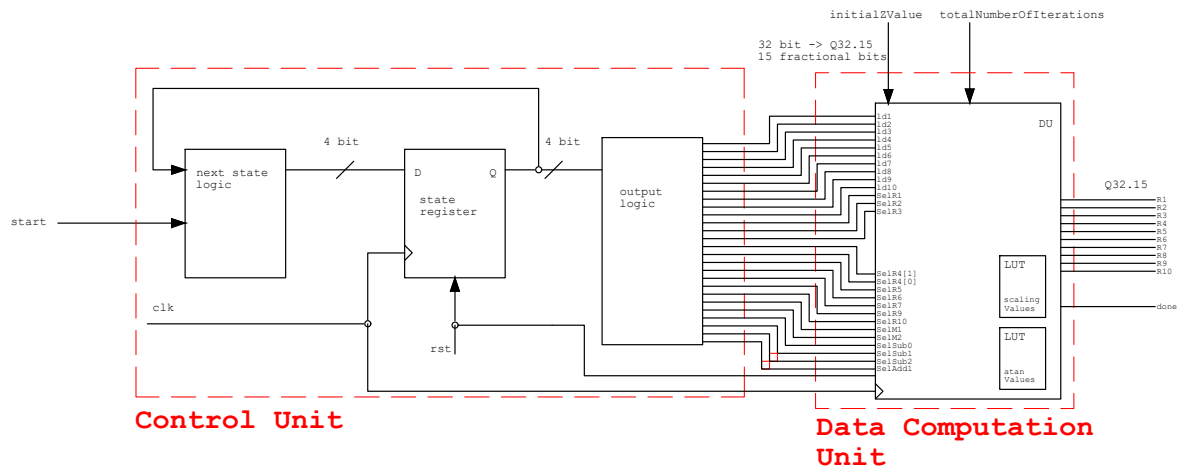 initialZValue
totalNumberOfIterations
32 bit -> Q32.15
15 fractional bits
DU
ld1
ld2
ld3
ld4
ld5
ld6
ld7
ld8
ld9
ld10
SelR1
SelR2
SelR3
SelR4[1]
SelR4[0]
SelR5
SelR6
SelR7
SelR9
SelR10
SelM1
SelM2
SelSub0
SelSub1
SelSub2
SelAdd1
4 bit
4 bit
next state
logic
D
Q
state
register
output
logic
start
clk
rst
Q32.15
R1
R2
R3
R4
R5
R6
R7
R8
R9
R10
done
LUT
scaling
Values
LUT
atan
Values
Control Unit
Data Computation
Unit